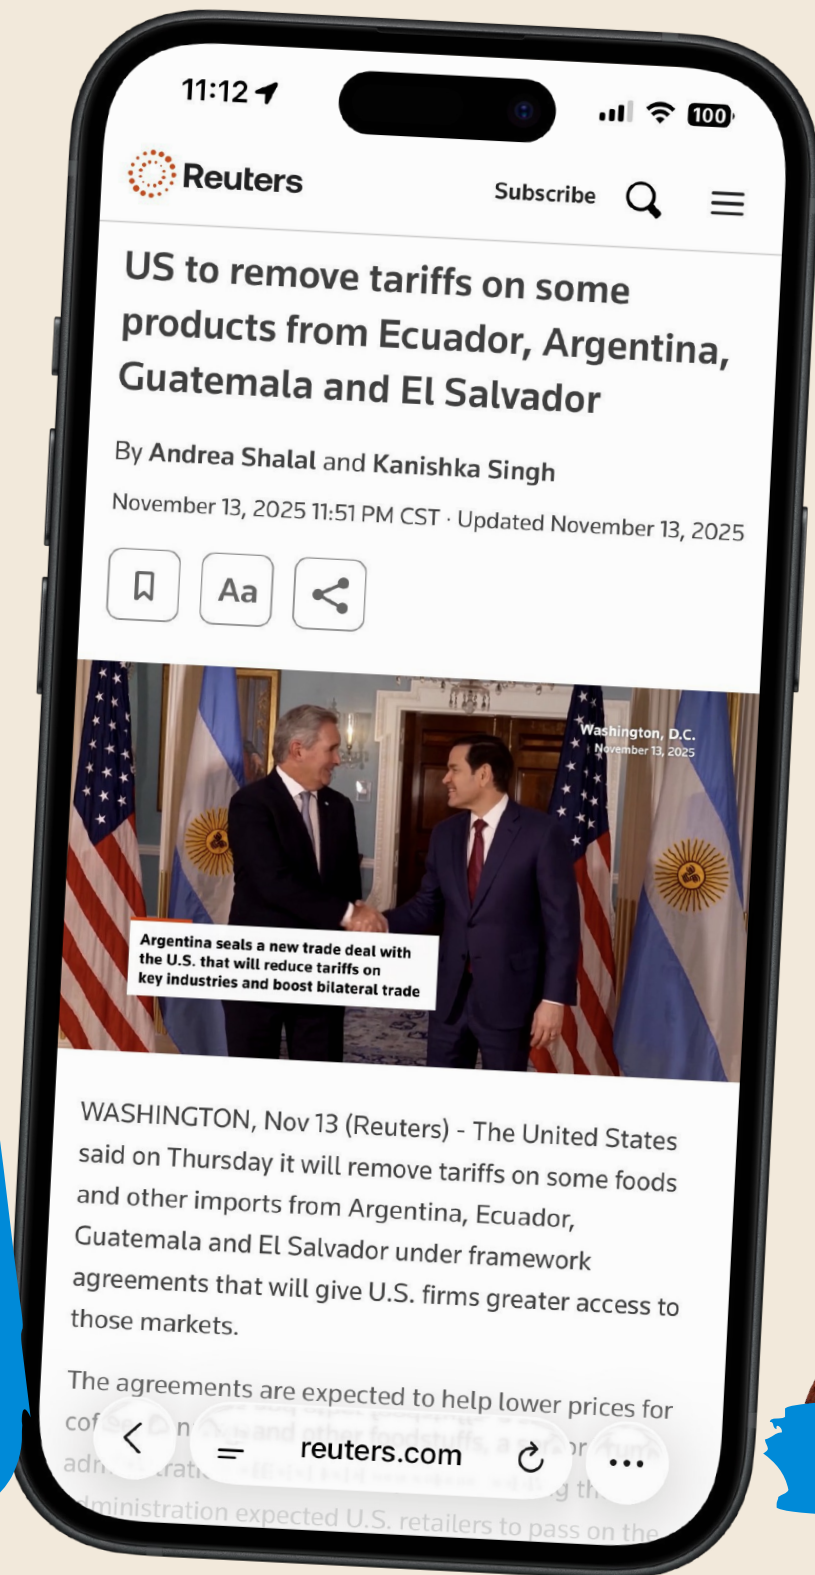 11:12
100
Reuters
Subscribe
US to remove tariffs on some
products from Ecuador, Argentina,
Guatemala and El Salvador
By Andrea Shalal and Kanishka Singh
November 13, 2025 11:51 PM CST · Updated November 13, 2025
Aa
Washington, D.C.
November 13, 2025
Argentina seals a new trade deal with
the U.S. that will reduce tariffs on
key industries and boost bilateral trade
WASHINGTON, Nov 13 (Reuters) - The United States
said on Thursday it will remove tariffs on some foods
and other imports from Argentina, Ecuador,
Guatemala and El Salvador under framework
agreements that will give U.S. firms greater access to
those markets.
The agreements are expected to help lower prices for
and other foodstuffs, a
reuters.com
administration expected U.S. retailers to pass on the